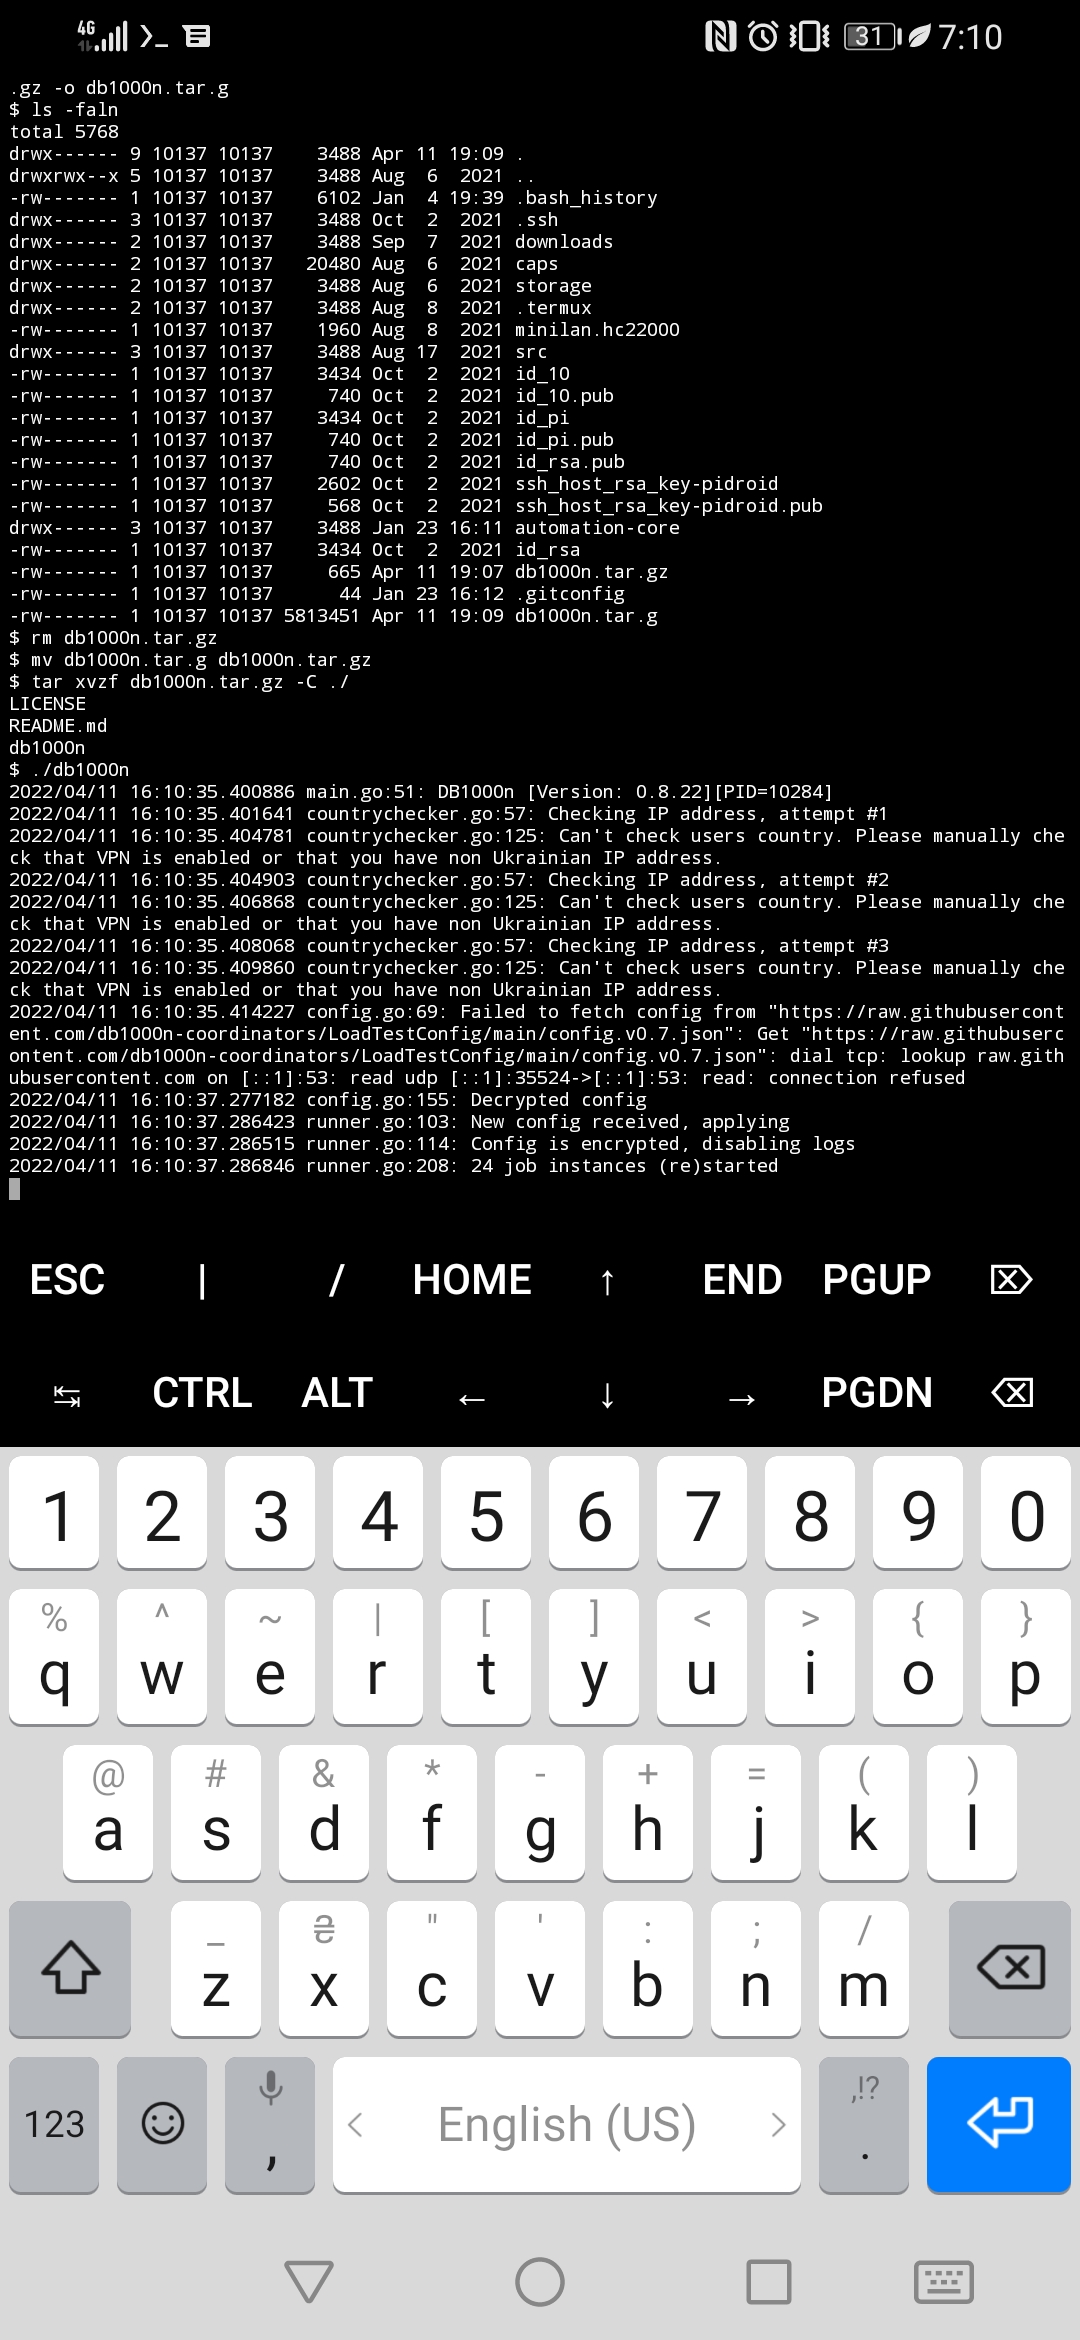 4G >_ 31 7:10
.gz -o db1000n.tar.g
$ ls -faln
total 5768
drwx------ 9 10137 10137    3488 Apr 11 19:09 .
drwxrwx--x 5 10137 10137    3488 Aug  6  2021 ..
-rw------- 1 10137 10137    6102 Jan  4 19:39 .bash_history
drwx------ 3 10137 10137    3488 Oct  2  2021 .ssh
drwx------ 2 10137 10137    3488 Sep  7  2021 downloads
drwx------ 2 10137 10137   20480 Aug  6  2021 caps
drwx------ 2 10137 10137    3488 Aug  6  2021 storage
drwx------ 2 10137 10137    3488 Aug  8  2021 .termux
-rw------- 1 10137 10137    1960 Aug  8  2021 minilan.hc22000
drwx------ 3 10137 10137    3488 Aug 17  2021 src
-rw------- 1 10137 10137    3434 Oct  2  2021 id_10
-rw------- 1 10137 10137     740 Oct  2  2021 id_10.pub
-rw------- 1 10137 10137    3434 Oct  2  2021 id_pi
-rw------- 1 10137 10137     740 Oct  2  2021 id_pi.pub
-rw------- 1 10137 10137     740 Oct  2  2021 id_rsa.pub
-rw------- 1 10137 10137    2602 Oct  2  2021 ssh_host_rsa_key-pidroid
-rw------- 1 10137 10137     568 Oct  2  2021 ssh_host_rsa_key-pidroid.pub
drwx------ 3 10137 10137    3488 Jan 23 16:11 automation-core
-rw------- 1 10137 10137    3434 Oct  2  2021 id_rsa
-rw------- 1 10137 10137     665 Apr 11 19:07 db1000n.tar.gz
-rw------- 1 10137 10137      44 Jan 23 16:12 .gitconfig
-rw------- 1 10137 10137 5813451 Apr 11 19:09 db1000n.tar.g
$ rm db1000n.tar.gz
$ mv db1000n.tar.g db1000n.tar.gz
$ tar xvzf db1000n.tar.gz -C ./
LICENSE
README.md
db1000n
$ ./db1000n
2022/04/11 16:10:35.400886 main.go:51: DB1000n [Version: 0.8.22][PID=10284]
2022/04/11 16:10:35.401641 countrychecker.go:57: Checking IP address, attempt #1
2022/04/11 16:10:35.404781 countrychecker.go:125: Can't check users country. Please manually che
ck that VPN is enabled or that you have non Ukrainian IP address.
2022/04/11 16:10:35.404903 countrychecker.go:57: Checking IP address, attempt #2
2022/04/11 16:10:35.406868 countrychecker.go:125: Can't check users country. Please manually che
ck that VPN is enabled or that you have non Ukrainian IP address.
2022/04/11 16:10:35.408068 countrychecker.go:57: Checking IP address, attempt #3
2022/04/11 16:10:35.409860 countrychecker.go:125: Can't check users country. Please manually che
ck that VPN is enabled or that you have non Ukrainian IP address.
2022/04/11 16:10:35.414227 config.go:69: Failed to fetch config from "https://raw.githubusercont
ent.com/db1000n-coordinators/LoadTestConfig/main/config.v0.7.json": Get "https://raw.githubuserc
ontent.com/db1000n-coordinators/LoadTestConfig/main/config.v0.7.json": dial tcp: lookup raw.gith
ubusercontent.com on [::1]:53: read udp [::1]:35524->[::1]:53: read: connection refused
2022/04/11 16:10:37.277182 config.go:155: Decrypted config
2022/04/11 16:10:37.286423 runner.go:103: New config received, applying
2022/04/11 16:10:37.286515 runner.go:114: Config is encrypted, disabling logs
2022/04/11 16:10:37.286846 runner.go:208: 24 job instances (re)started
ESC | / HOME ↑ END PGUP ⌦
↹ CTRL ALT ← ↓ → PGDN ⌫
1 2 3 4 5 6 7 8 9 0
% ^ ~ | [ ] < > { }
q w e r t y u i o p
@ # & * - + = ( )
a s d f g h j k l
_ ₴ " ' : ; /
z x c v b n m
,!?
123 , < English (US) > .